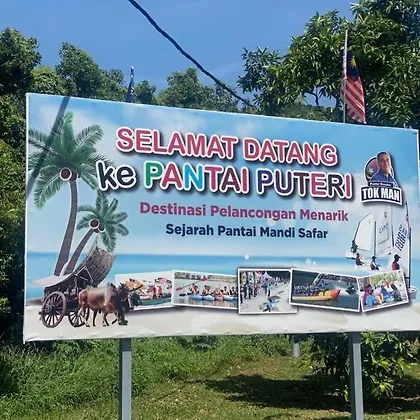 SELAMAT DATANG
ke PANTAI PUTERI
Destinasi Pelancongan Menarik
Sejarah Pantai Mandi Safar
TOK MAN